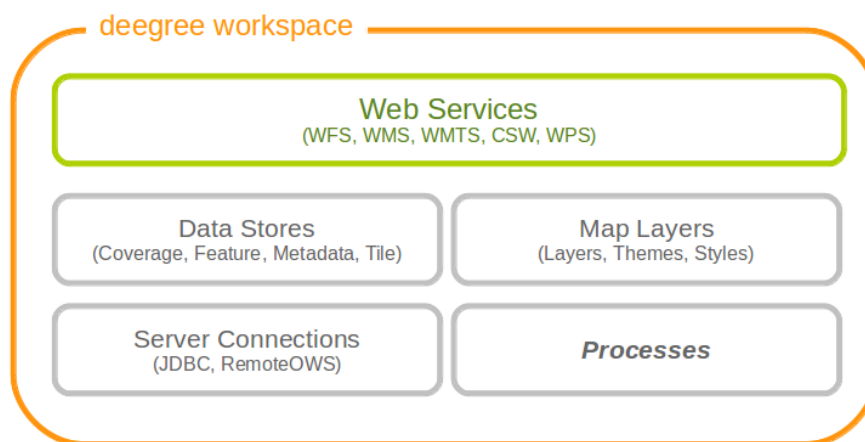 deegree workspace
Web Services
(WFS, WMS, WMTS, CSW, WPS)
Data Stores
(Coverage, Feature, Metadata, Tile)
Map Layers
(Layers, Themes, Styles)
Server Connections
(JDBC, RemoteOWS)
Processes